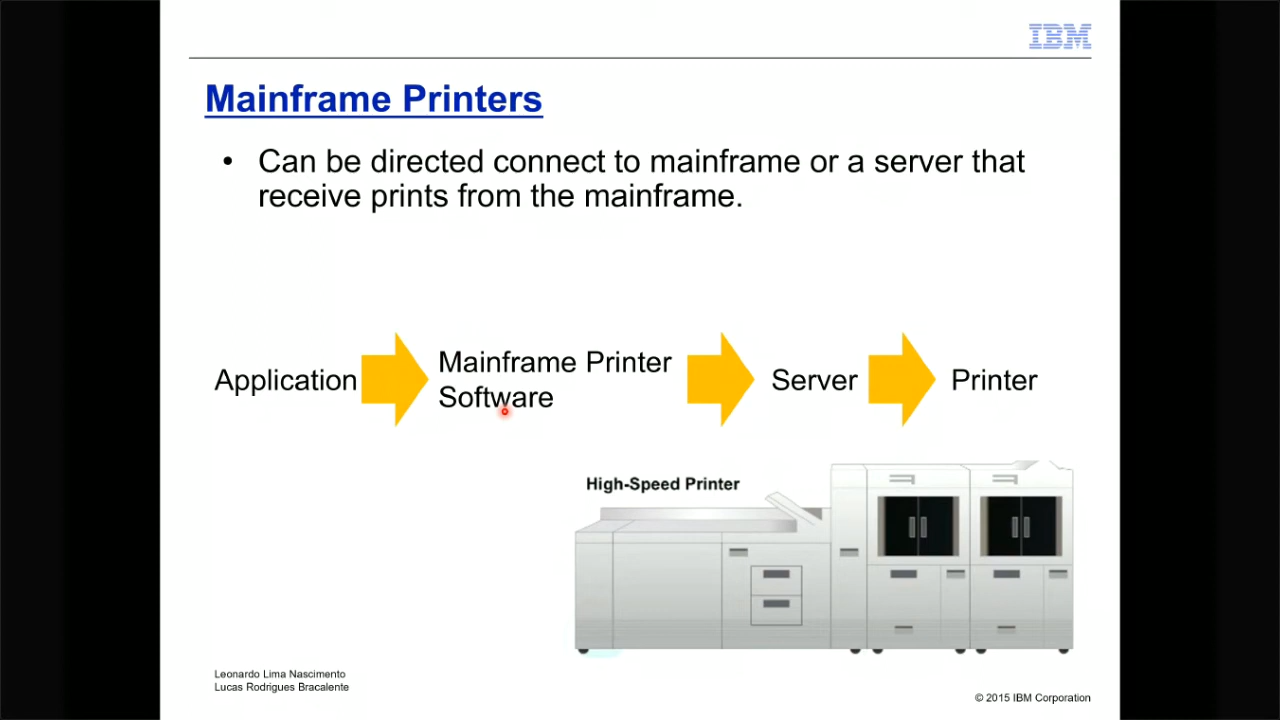 IBM
Mainframe Printers
• Can be directed connect to mainframe or a server that
receive prints from the mainframe.
Application
Mainframe Printer
Software
Server
Printer
High-Speed Printer
Leonardo Lima Nascimento
Lucas Rodrigues Bracalente
© 2015 IBM Corporation